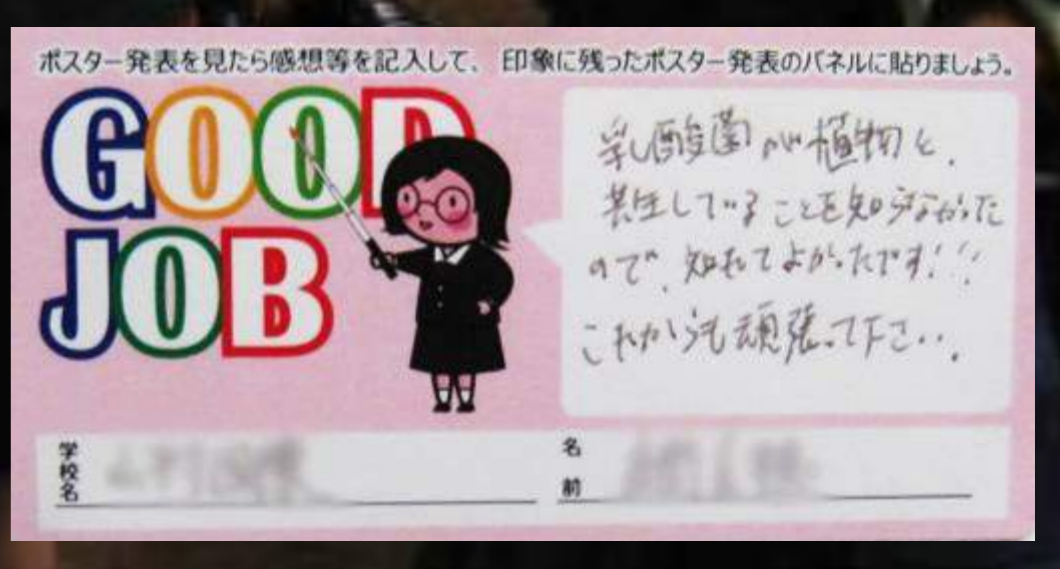 ポスター発表を見たら感想等を記入して、 印象に残ったポスター発表のパネルに貼りましょう。
GOOD
JOB
乳酸菌が植物と、
共生していることを知らなかった
ので、知れてよかったです!!
これからも頑張って下さい。
学校名
名前